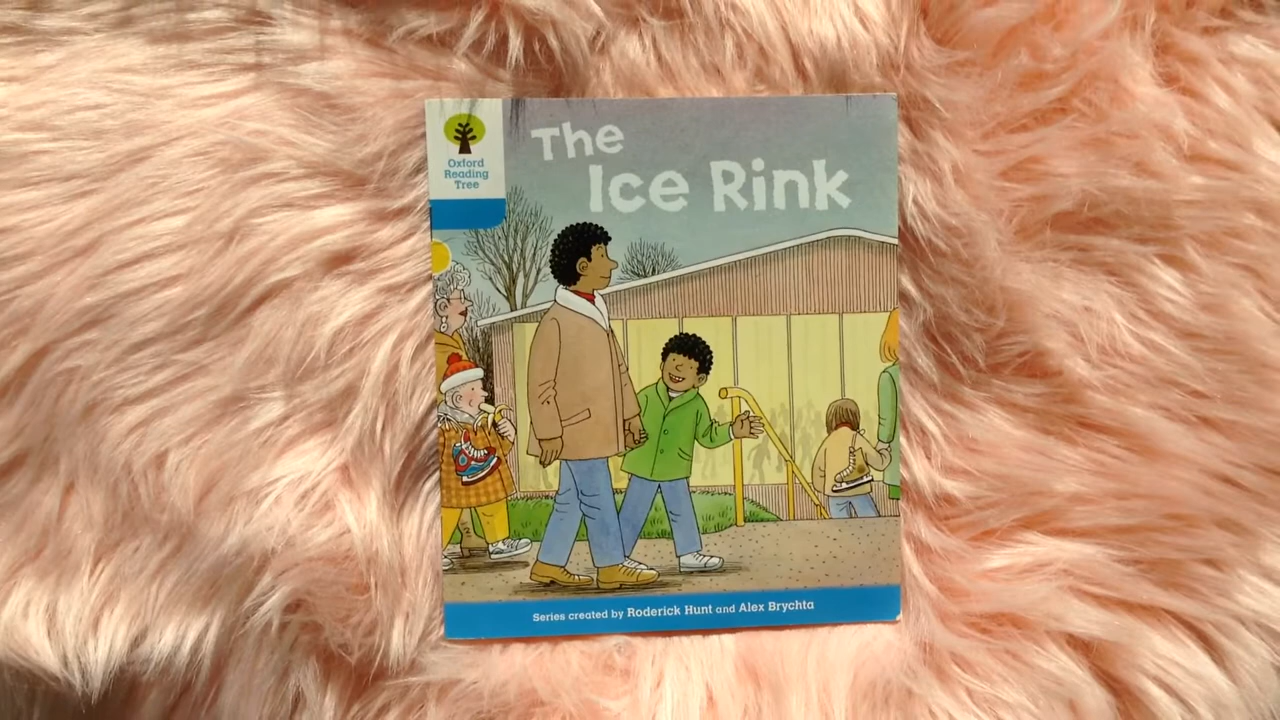 Oxford
Reading
Tree
The
Ice Rink
Series created by Roderick Hunt and Alex Brychta